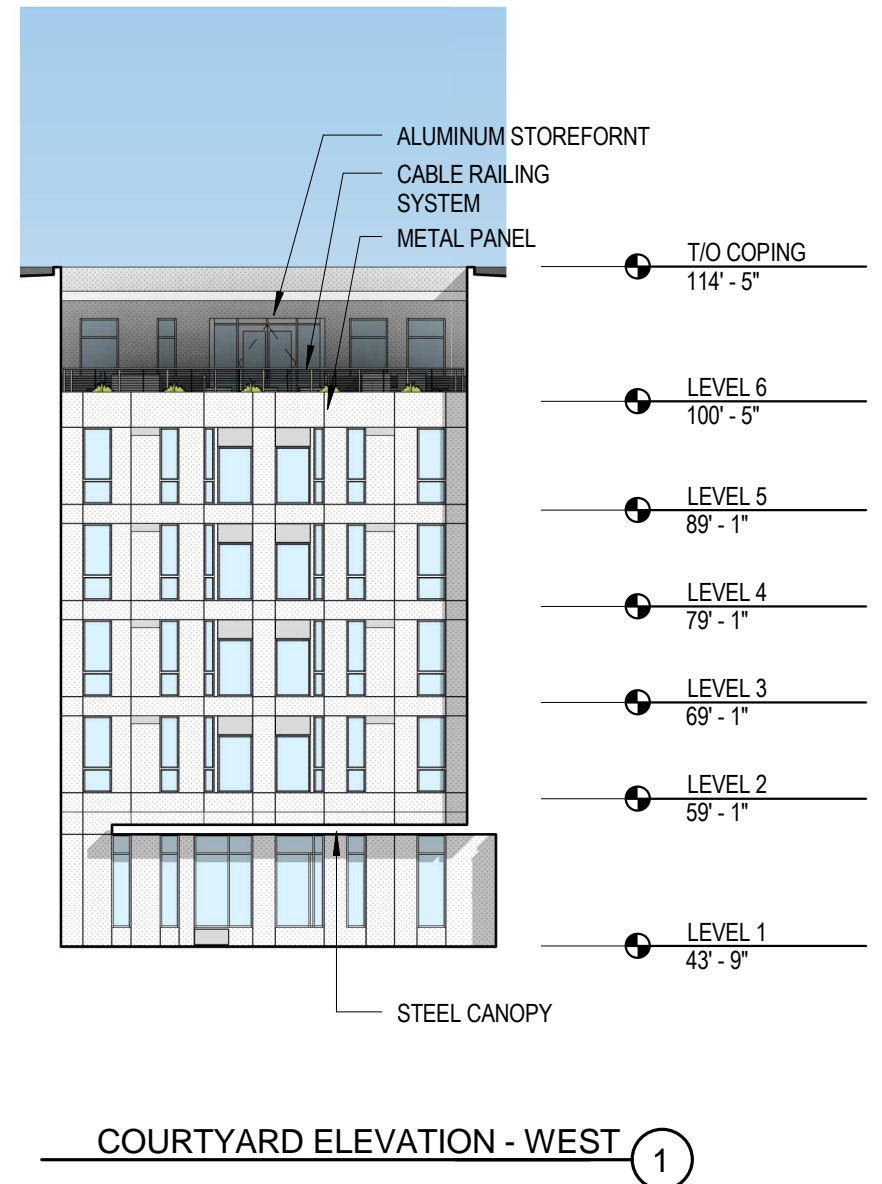 ALUMINUM STOREFORNT
CABLE RAILING
SYSTEM
METAL PANEL
T/O COPING
114' - 5"
LEVEL 6
100' - 5"
LEVEL 5
89' - 1"
LEVEL 4
79' - 1"
LEVEL 3
69' - 1"
LEVEL 2
59' - 1"
LEVEL 1
43' - 9"
STEEL CANOPY
COURTYARD ELEVATION - WEST
1